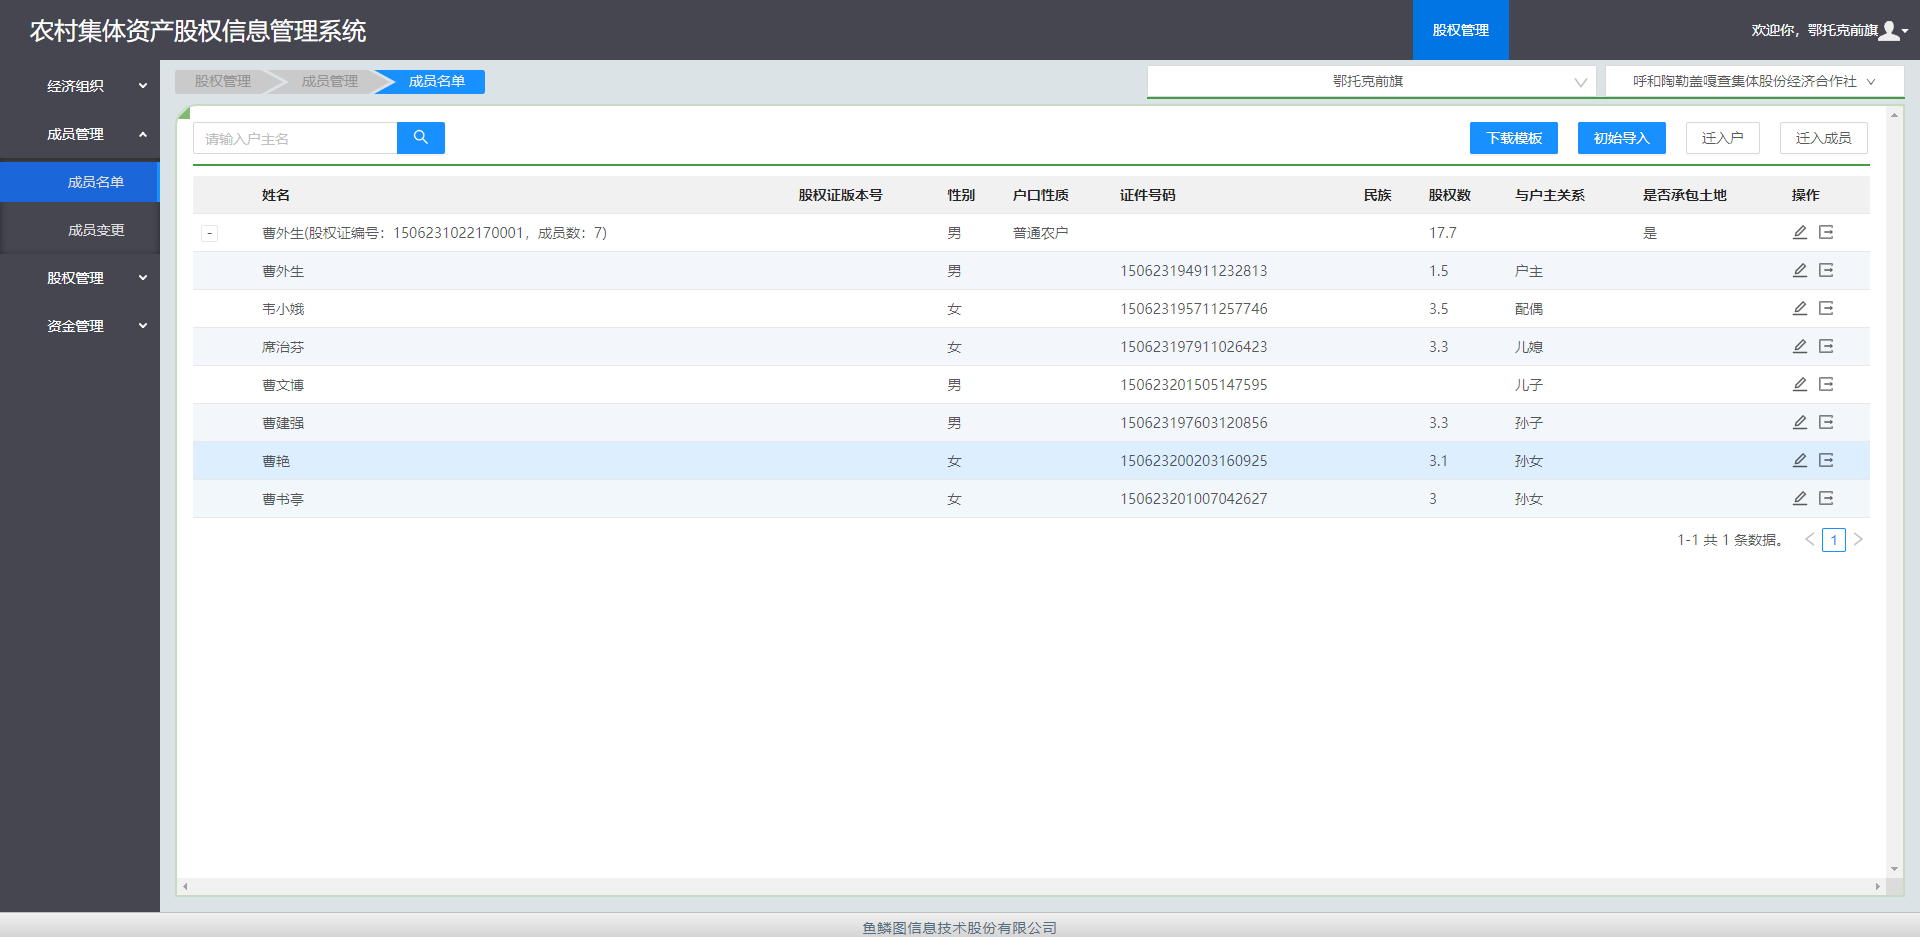 农村集体资产股权信息管理系统
股权管理
欢迎你，鄂托克前旗
经济组织
成员管理
成员名单
成员变更
股权管理
资金管理
股权管理 成员管理 成员名单
鄂托克前旗
呼和陶勒盖嘎查集体股份经济合作社
请输入户主名
下载模板 初始导入 迁入户 迁入成员
姓名 股权证版本号 性别 户口性质 证件号码 民族 股权数 与户主关系 是否承包土地 操作
- 曹外生(股权证编号：1506231022170001，成员数：7) 男 普通农户 17.7 是
曹外生 男 150623194911232813 1.5 户主
韦小娥 女 150623195711257746 3.5 配偶
席治芬 女 150623197911026423 3.3 儿媳
曹文博 男 150623201505147595 儿子
曹建强 男 150623197603120856 3.3 孙子
曹艳 女 150623200203160925 3.1 孙女
曹书亭 女 150623201007042627 3 孙女
1-1 共 1 条数据。 1
鱼鳞图信息技术股份有限公司